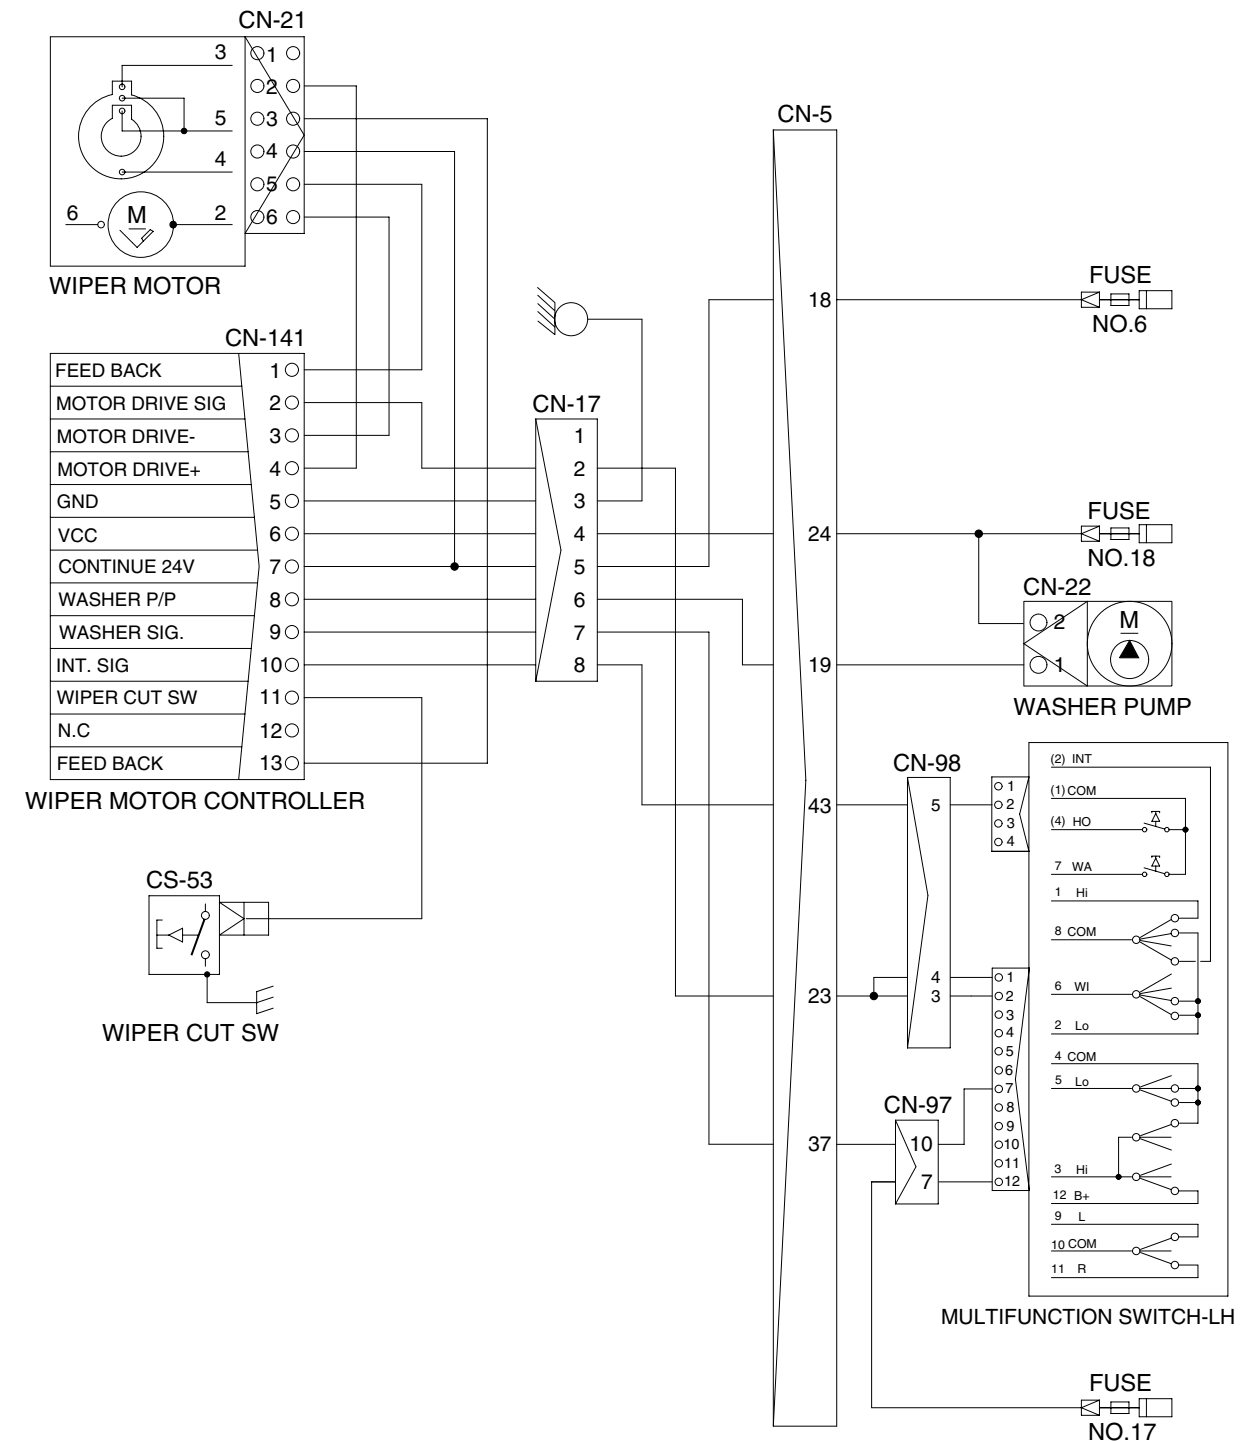 CN-21
3
5
4
6
M
2
1
2
3
4
5
6
WIPER MOTOR
CN-141
FEED BACK 1
MOTOR DRIVE SIG 2
MOTOR DRIVE- 3
MOTOR DRIVE+ 4
GND 5
VCC 6
CONTINUE 24V 7
WASHER P/P 8
WASHER SIG. 9
INT. SIG 10
WIPER CUT SW 11
N.C 12
FEED BACK 13
WIPER MOTOR CONTROLLER
CS-53
WIPER CUT SW
CN-17
1
2
3
4
5
6
7
8
CN-5
18
24
19
43
23
37
FUSE
NO.6
FUSE
NO.18
CN-22
2
1
M
WASHER PUMP
CN-98
5
4
3
CN-97
10
7
1
2
3
4
1
2
3
4
5
6
7
8
9
10
11
12
(2) INT
(1) COM
(4) HO
7 WA
1 Hi
8 COM
6 WI
2 Lo
4 COM
5 Lo
3 Hi
12 B+
9 L
10 COM
11 R
MULTIFUNCTION SWITCH-LH
FUSE
NO.17